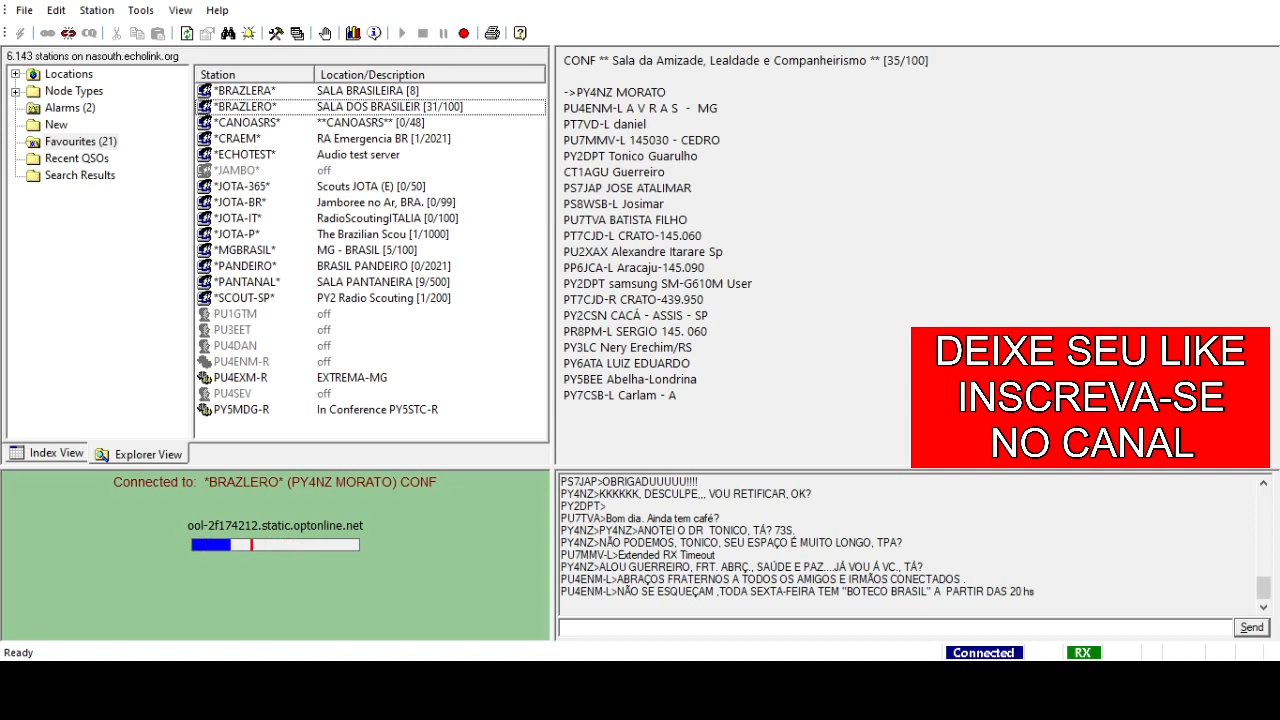 File Edit Station Tools View Help
6.143 stations on nasouth.echolink.org
Locations
Node Types
Alarms (2)
New
Favourites (21)
Recent QSOs
Search Results
Station Location/Description
*BRAZLERA* SALA BRASILEIRA [8]
*BRAZLERO* SALA DOS BRASILEIR [31/100]
*CANOASRS* **CANOASRS** [0/48]
*CRAEM* RA Emergencia BR [1/2021]
*ECHOTEST* Audio test server
*JAMBO* off
*JOTA-365* Scouts JOTA (E) [0/50]
*JOTA-BR* Jamboree no Ar, BRA. [0/99]
*JOTA-IT* RadioScoutingITALIA [0/100]
*JOTA-P* The Brazilian Scou [1/1000]
*MGBRASIL* MG - BRASIL [5/100]
*PANDEIRO* BRASIL PANDEIRO [0/2021]
*PANTANAL* SALA PANTANEIRA [9/500]
*SCOUT-SP* PY2 Radio Scouting [1/200]
PU1GTM off
PU3EET off
PU4DAN off
PU4ENM-R off
PU4EXM-R EXTREMA-MG
PU4SEV off
PY5MDG-R In Conference PY5STC-R
Index View Explorer View
CONF ** Sala da Amizade, Lealdade e Companheirismo ** [35/100]
->PY4NZ MORATO
PU4ENM-L A V R A S - MG
PT7VD-L daniel
PU7MMV-L 145030 - CEDRO
PY2DPT Tonico Guarulho
CT1AGU Guerreiro
PS7JAP JOSE ATALIMAR
PS8WSB-L Josimar
PU7TVA BATISTA FILHO
PT7CJD-L CRATO-145.060
PU2XAX Alexandre Itarare Sp
PP6JCA-L Aracaju-145.090
PY2DPT samsung SM-G610M User
PT7CJD-R CRATO-439.950
PY2CSN CACÁ - ASSIS - SP
PR8PM-L SERGIO 145. 060
PY3LC Nery Erechim/RS
PY6ATA LUIZ EDUARDO
PY5BEE Abelha-Londrina
PY7CSB-L Carlam - A
DEIXE SEU LIKE
INSCREVA-SE
NO CANAL
Connected to: *BRAZLERO* (PY4NZ MORATO) CONF
ool-2f174212.static.optonline.net
PS7JAP>OBRIGADUUUUU!!!!
PY4NZ>KKKKKK, DESCULPE,,, VOU RETIFICAR, OK?
PY2DPT>
PU7TVA>Bom dia. Ainda tem café?
PY4NZ>PY4NZ>ANOTEI O DR TONICO, TÁ? 73S.
PY4NZ>NÃO PODEMOS, TONICO, SEU ESPAÇO É MUITO LONGO, TPA?
PU7MMV-L>Extended RX Timeout
PY4NZ>ALOU GUERREIRO, FRT. ABRÇ., SAÚDE E PAZ....JÁ VOU Á VC., TÁ?
PU4ENM-L>ABRAÇOS FRATERNOS A TODOS OS AMIGOS E IRMÃOS CONECTADOS .
PU4ENM-L>NÃO SE ESQUEÇAM ,TODA SEXTA-FEIRA TEM "BOTECO BRASIL" A PARTIR DAS 20 hs
Send
Ready Connected RX